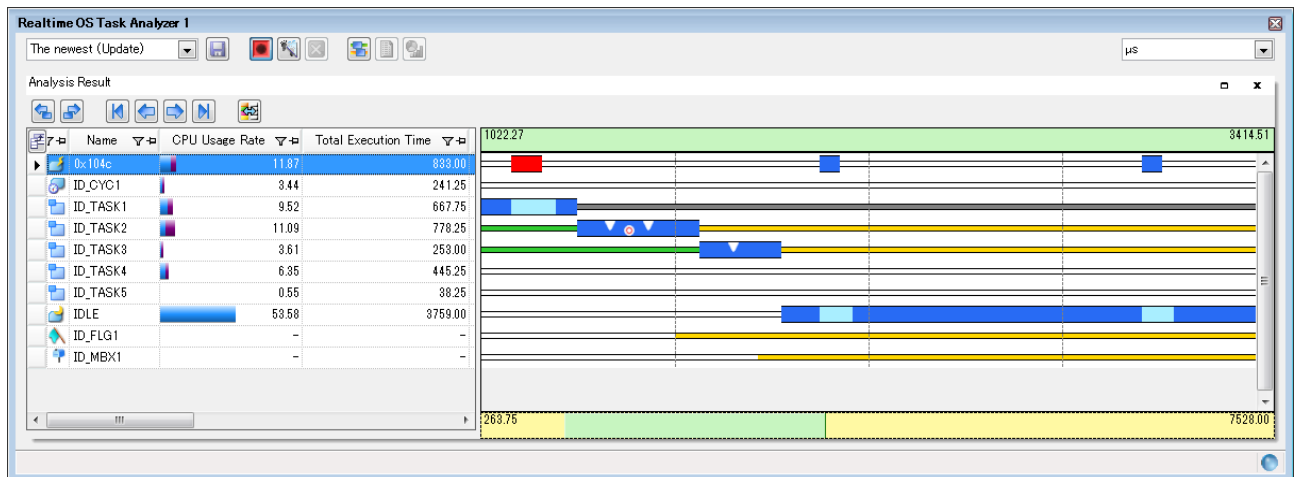 Realtime OS Task Analyzer 1
The newest (Update) µs
Analysis Result
Name CPU Usage Rate Total Execution Time 1022.27 3414.51
0x104c 11.87 833.00
ID_CYC1 3.44 241.25
ID_TASK1 9.52 667.75
ID_TASK2 11.09 778.25
ID_TASK3 3.61 253.00
ID_TASK4 6.35 445.25
ID_TASK5 0.55 38.25
IDLE 53.58 3759.00
ID_FLG1 - -
ID_MBX1 - -
263.75 7528.00